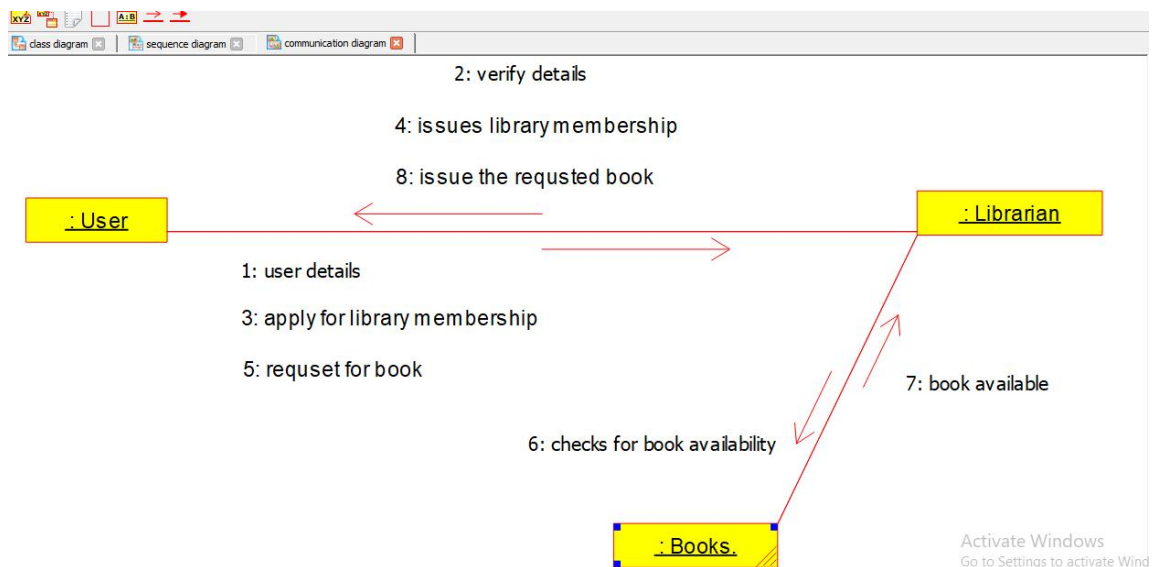 XYZ
A:B
class diagram
sequence diagram
communication diagram
2: verify details
4: issues library membership
8: issue the requsted book
: User
: Librarian
1: user details
3: apply for library membership
5: requset for book
7: book available
6: checks for book availability
: Books.
Activate Windows
Go to Settings to activate Wind